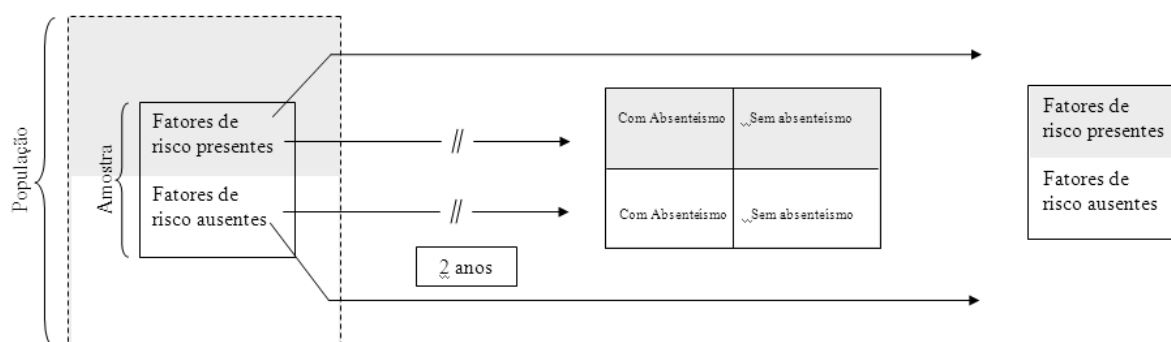 População
Amostra
Fatores de
risco presentes
Fatores de
risco ausentes
//
//
2 anos
Com Absenteísmo
Sem absenteísmo
Com Absenteísmo
Sem absenteísmo
Fatores de
risco presentes
Fatores de
risco ausentes